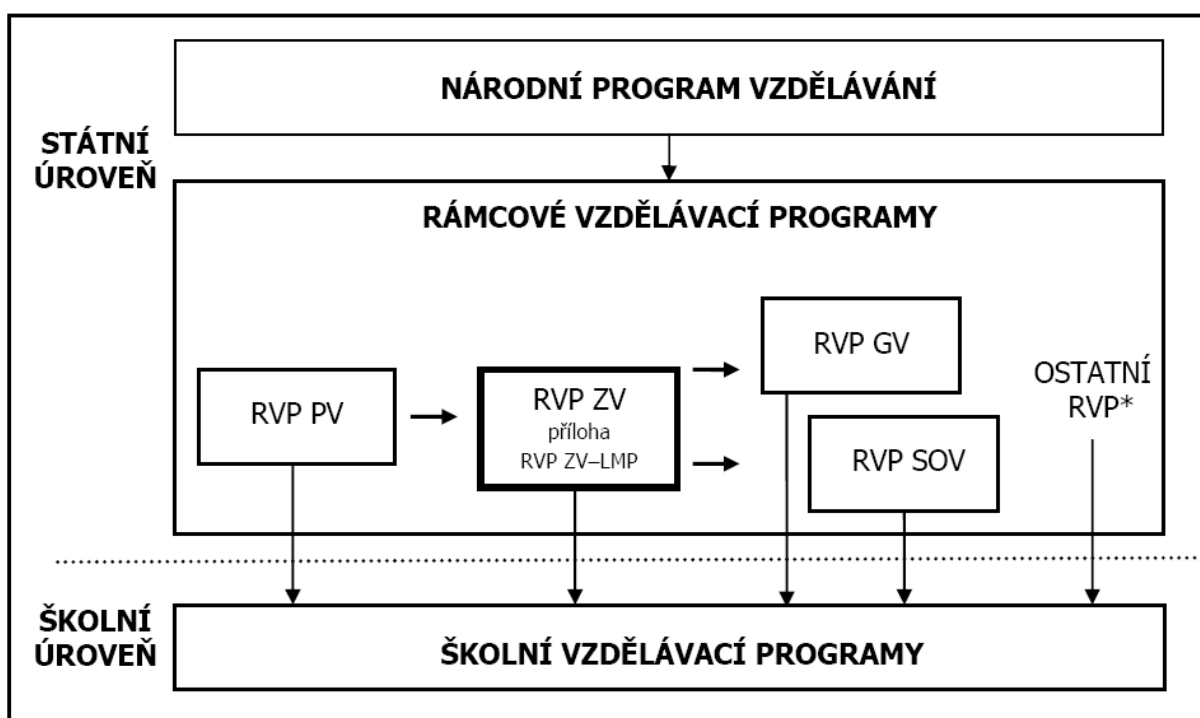 NÁRODNÍ PROGRAM VZDĚLÁVÁNÍ
STÁTNÍ
ÚROVEŇ
RÁMCOVÉ VZDĚLÁVACÍ PROGRAMY
RVP PV
RVP ZV
příloha
RVP ZV–LMP
RVP GV
RVP SOV
OSTATNÍ
RVP*
ŠKOLNÍ
ÚROVEŇ
ŠKOLNÍ VZDĚLÁVACÍ PROGRAMY